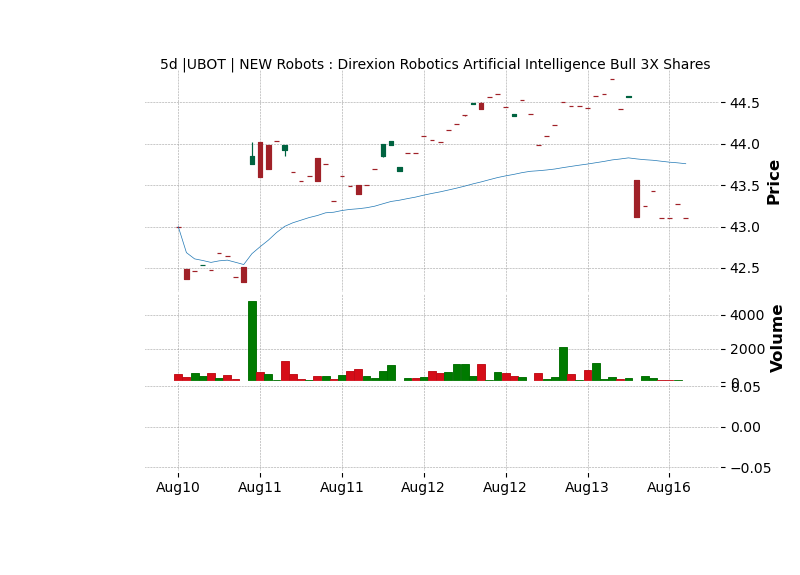 5d |UBOT | NEW Robots : Direxion Robotics Artificial Intelligence Bull 3X Shares
44.5
44.0
43.5
43.0
42.5
Price
4000
2000
0
Volume
0.05
0.00
−0.05
Aug10 Aug11 Aug11 Aug12 Aug12 Aug13 Aug16